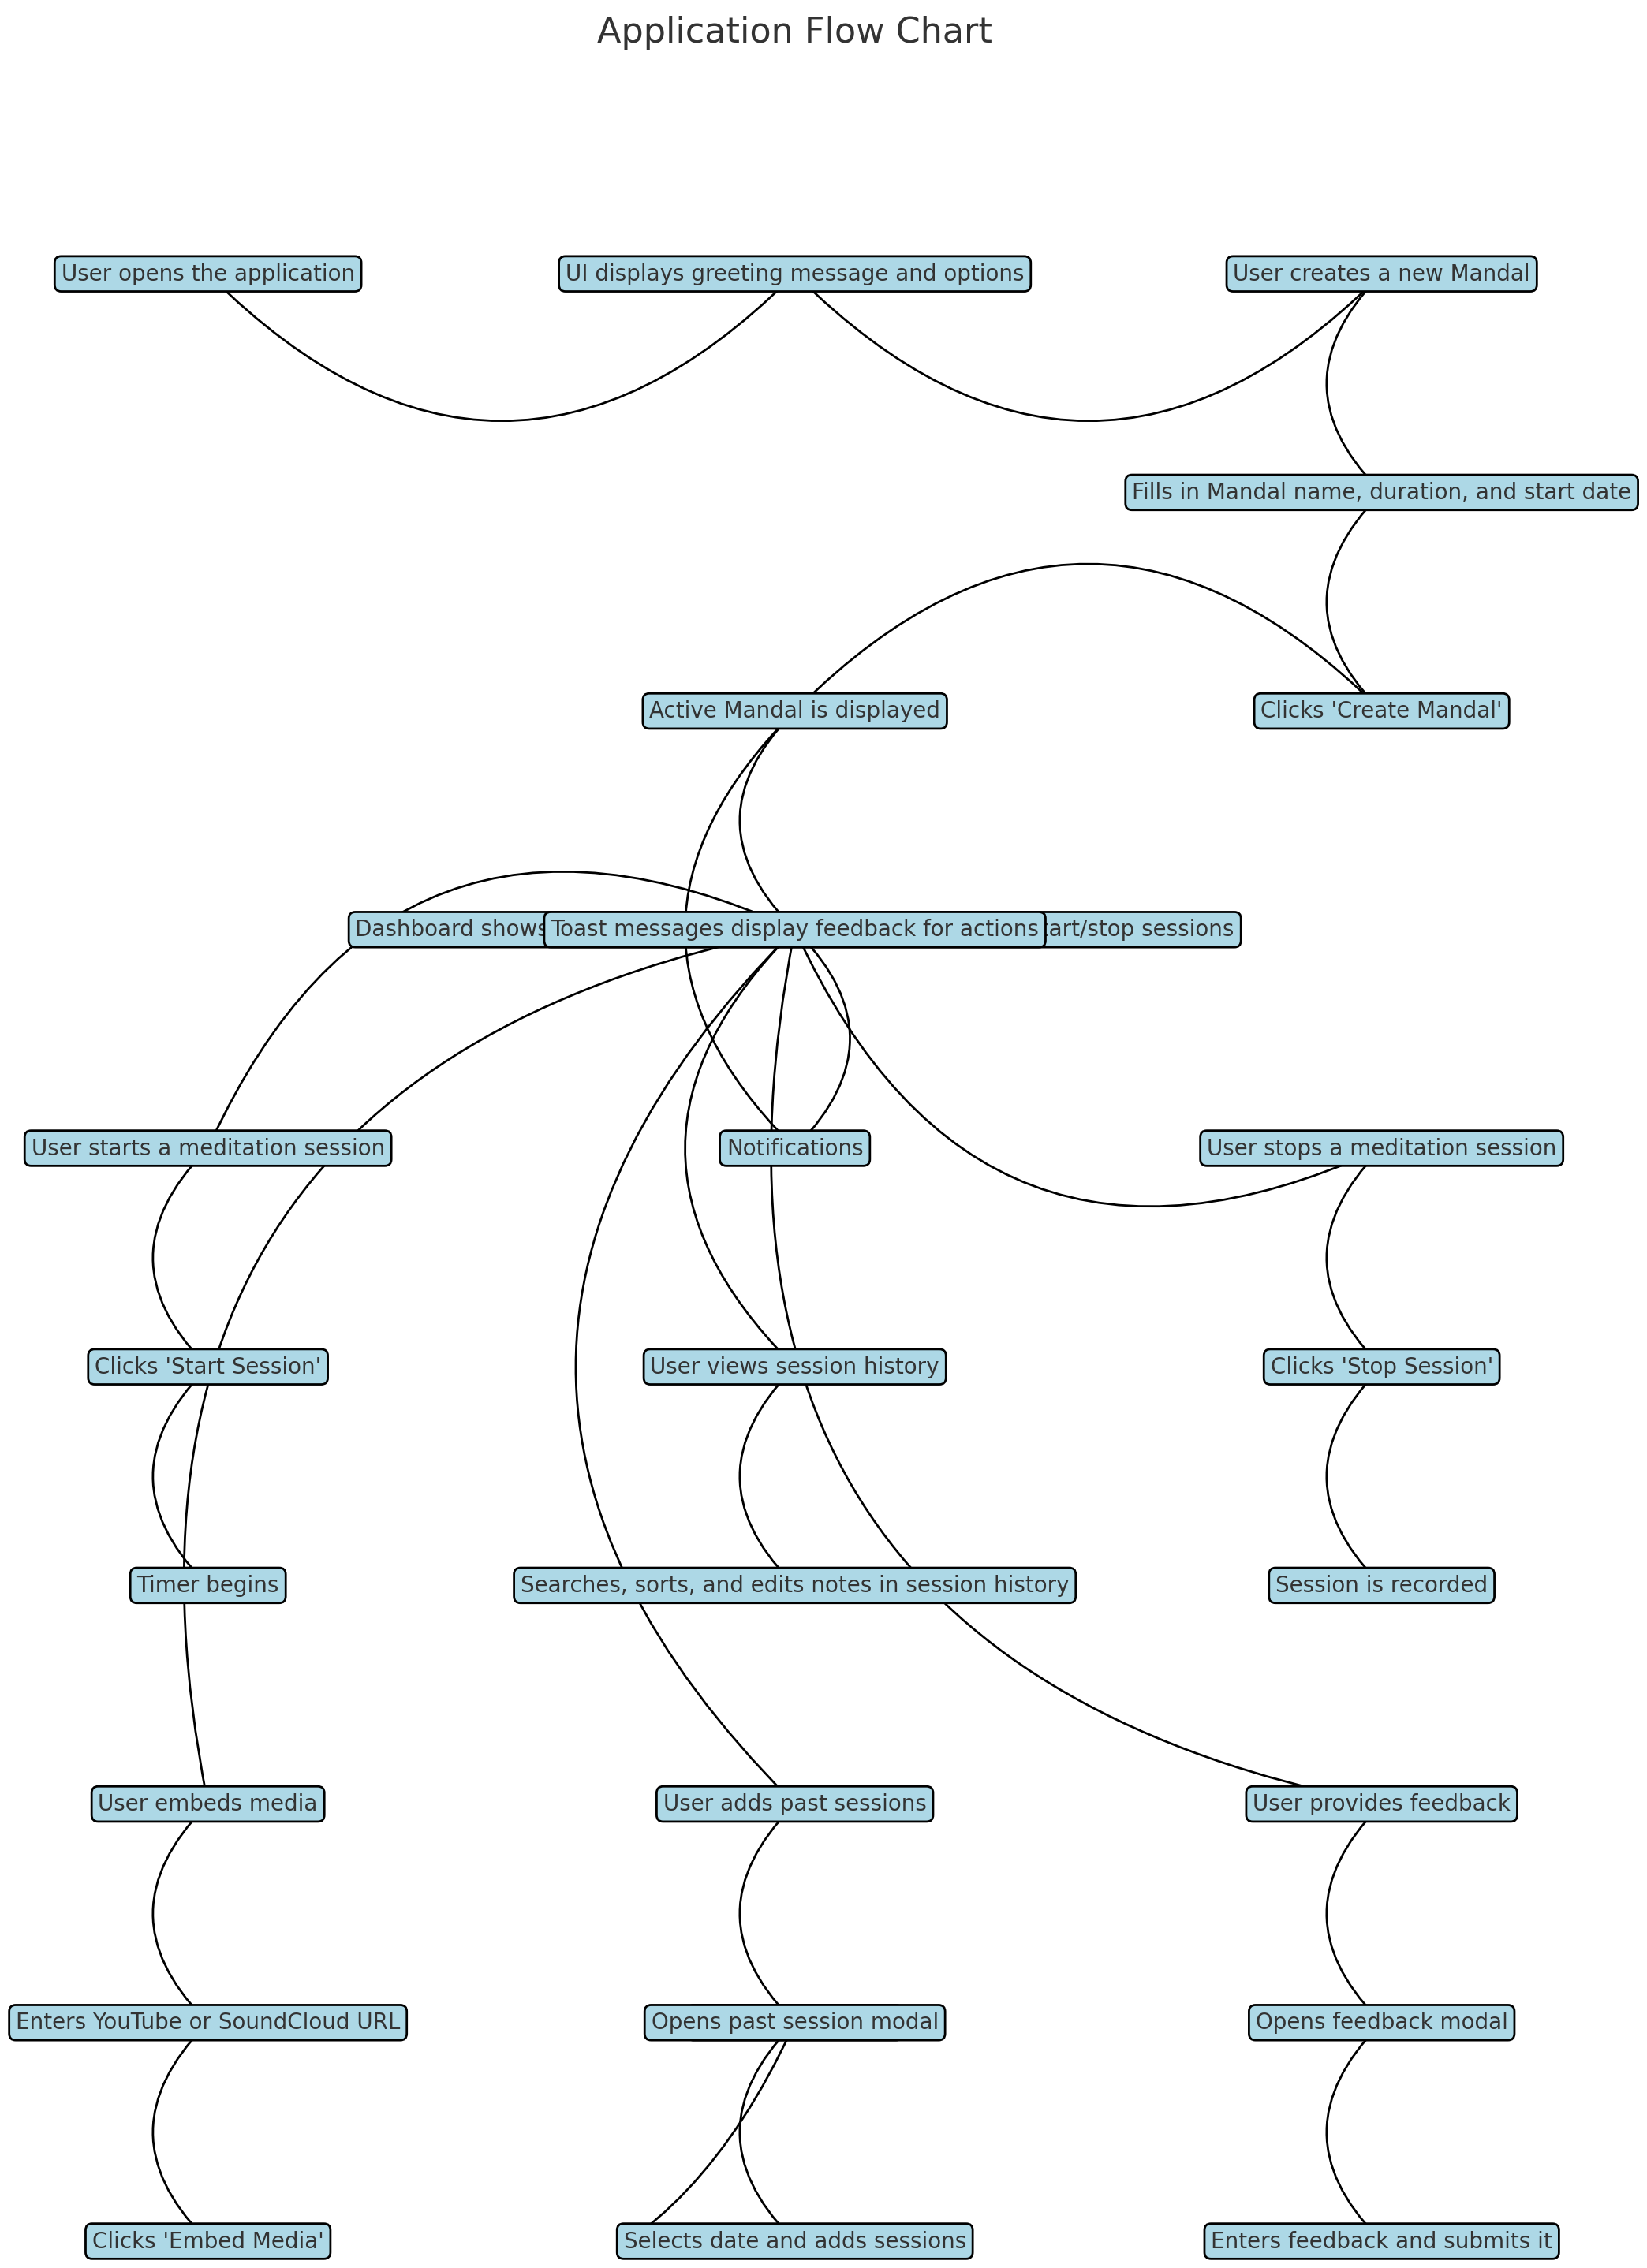 Application Flow Chart
User opens the application
UI displays greeting message and options
User creates a new Mandal
Fills in Mandal name, duration, and start date
Active Mandal is displayed
Clicks 'Create Mandal'
Dashboard shows
Toast messages display feedback for actions
sessions
User starts a meditation session
Notifications
User stops a meditation session
Clicks 'Start Session'
User views session history
Clicks 'Stop Session'
Timer begins
Searches, sorts, and edits notes in session history
Session is recorded
User embeds media
User adds past sessions
User provides feedback
Enters YouTube or SoundCloud URL
Opens past session modal
Opens feedback modal
Clicks 'Embed Media'
Selects date and adds sessions
Enters feedback and submits it